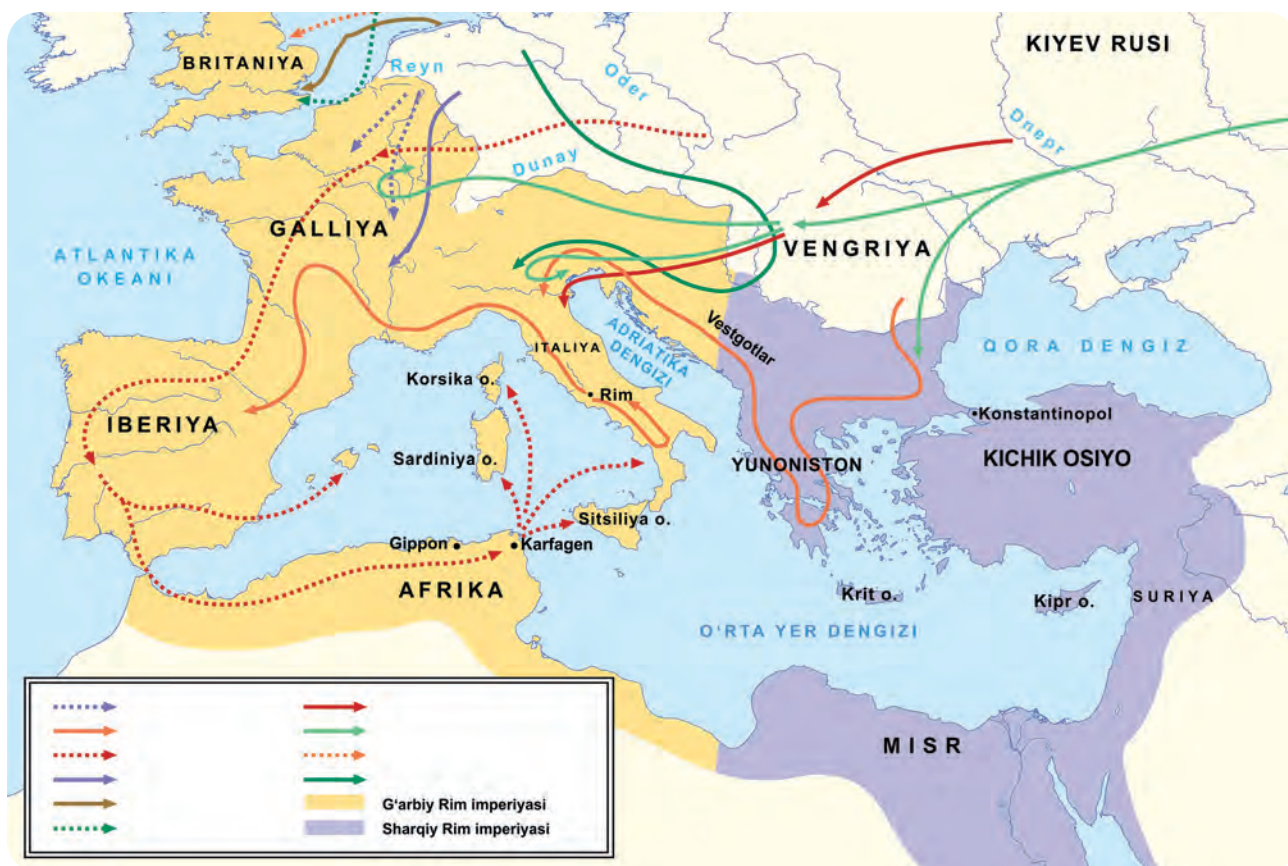 BRITANIYA
Reyn
Oder
KIYEV RUSI
Dnepr
Dunay
GALLIYA
VENGRIYA
ATLANTIKA
OKEANI
Vestgotlar
ADRIATIKA
DENGIZI
ITALIYA
QORA DENGIZ
Korsika o.
Rim
Konstantinopol
IBERIYA
Sardiniya o.
YUNONISTON
KICHIK OSIYO
Sitsiliya o.
Gippon
Karfagen
AFRIKA
Krit o.
Kipr o.
SURIYA
O‘RTA YER DENGIZI
MISR
G‘arbiy Rim imperiyasi
Sharqiy Rim imperiyasi